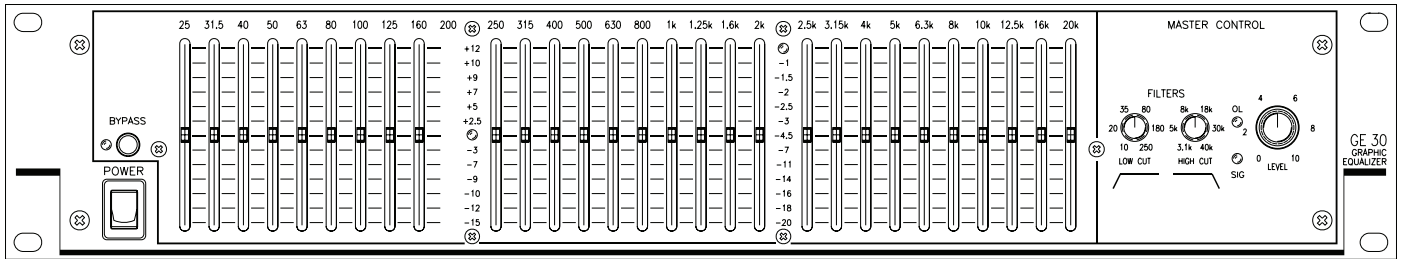 25 31.5 40 50 63 80 100 125 160 200 250 315 400 500 630 800 1k 1.25k 1.6k 2k 2.5k 3.15k 4k 5k 6.3k 8k 10k 12.5k 16k 20k
+12
+10
+9
+7
+5
+2.5
-3
-7
-9
-10
-12
-15
-1
-1.5
-2
-2.5
-3
-4.5
-7
-11
-14
-16
-18
-20
BYPASS
POWER
MASTER CONTROL
FILTERS
35 80
20 180
10 250
LOW CUT
8k 18k
5k 30k
3.1k 40k
HIGH CUT
OL
SIG
4 6
2 8
0 10
LEVEL
GE 30
GRAPHIC
EQUALIZER